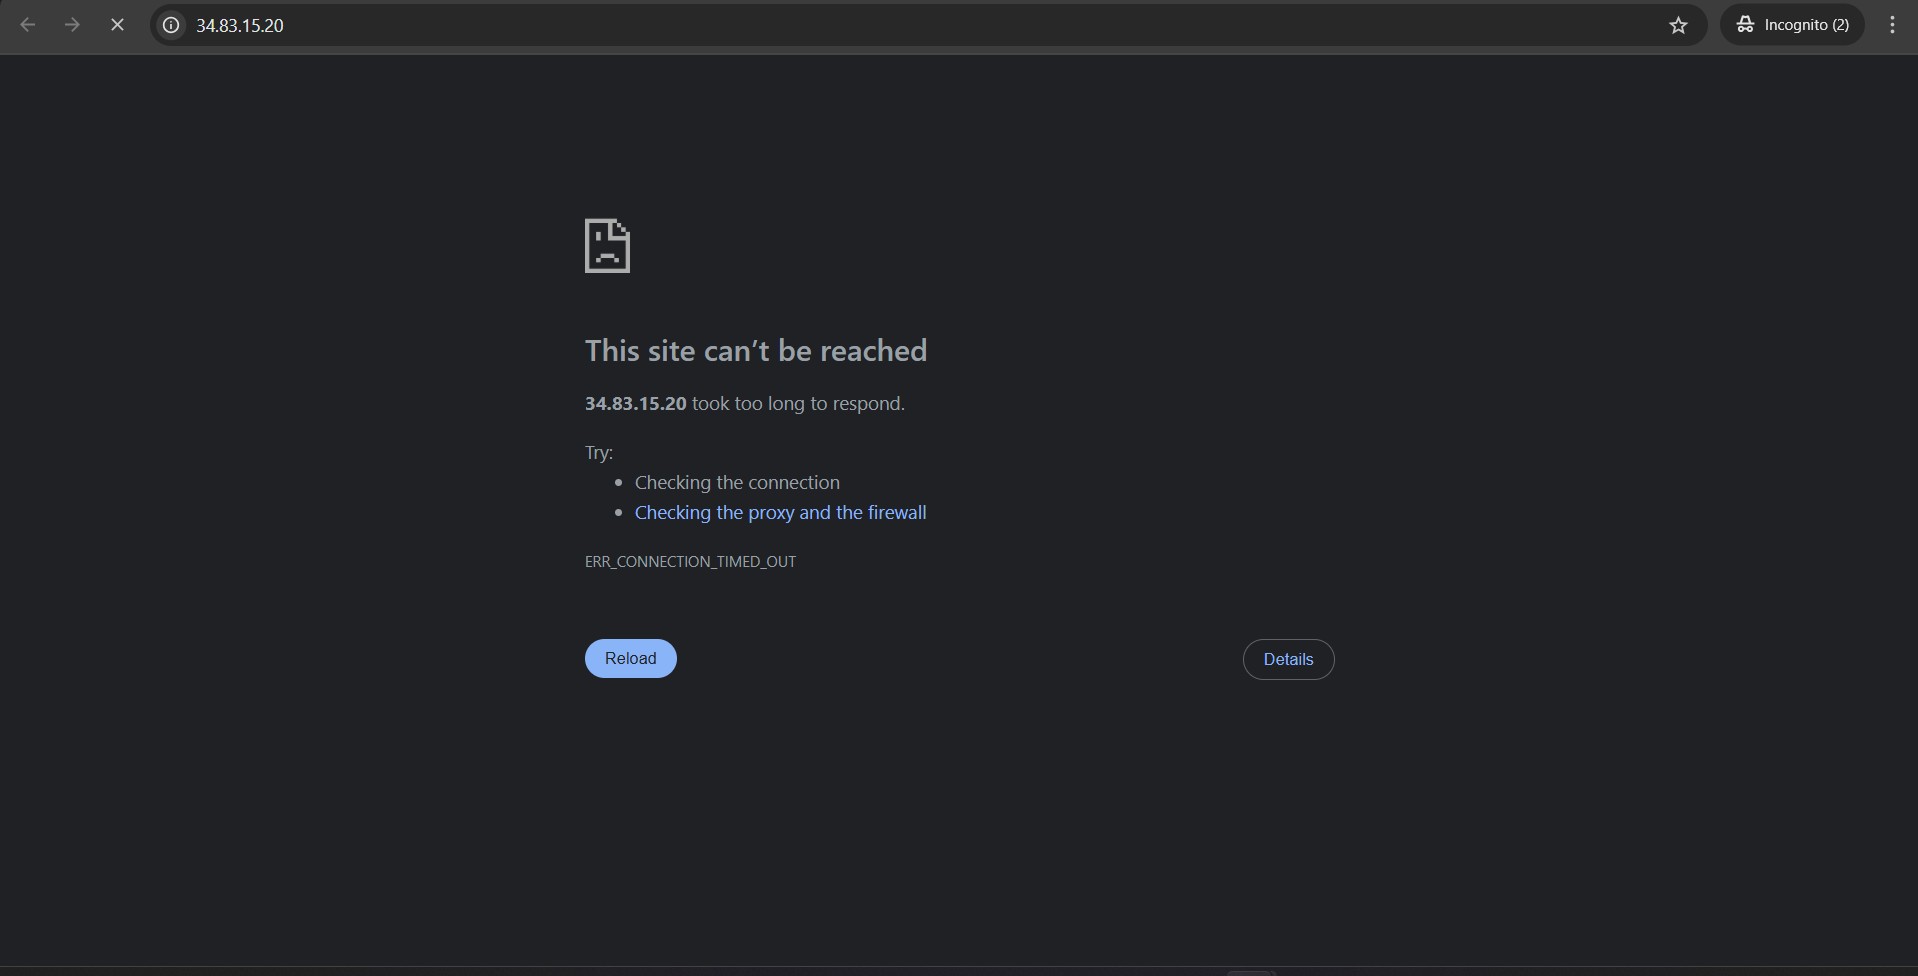 34.83.15.20
Incognito (2)
This site can’t be reached
34.83.15.20 took too long to respond.
Try:
Checking the connection
Checking the proxy and the firewall
ERR_CONNECTION_TIMED_OUT
Reload
Details